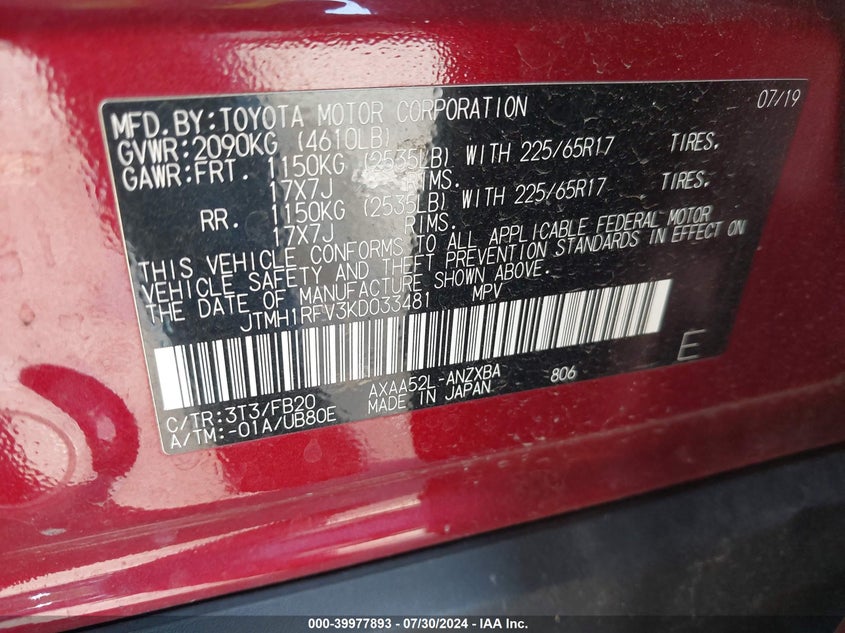 MFD.BY:TOYOTA MOTOR CORPORATION 07/19
GVWR:2090KG (4610LB)
GAWR:FRT. 1150KG (2535LB) WITH 225/65R17 TIRES.
17X7J RIMS.
RR. 1150KG (2535LB) WITH 225/65R17 TIRES.
17X7J RIMS.
THIS VEHICLE CONFORMS TO ALL APPLICABLE FEDERAL MOTOR
VEHICLE SAFETY AND THEFT PREVENTION STANDARDS IN EFFECT ON
THE DATE OF MANUFACTURE SHOWN ABOVE.
JTMH1RFV3KD033481 MPV
E
C/TR:3T3/FB20 AXAA52L-ANZXBA 806
A/TM:-01A/UB80E MADE IN JAPAN
000-39977893 - 07/30/2024 - IAA Inc.